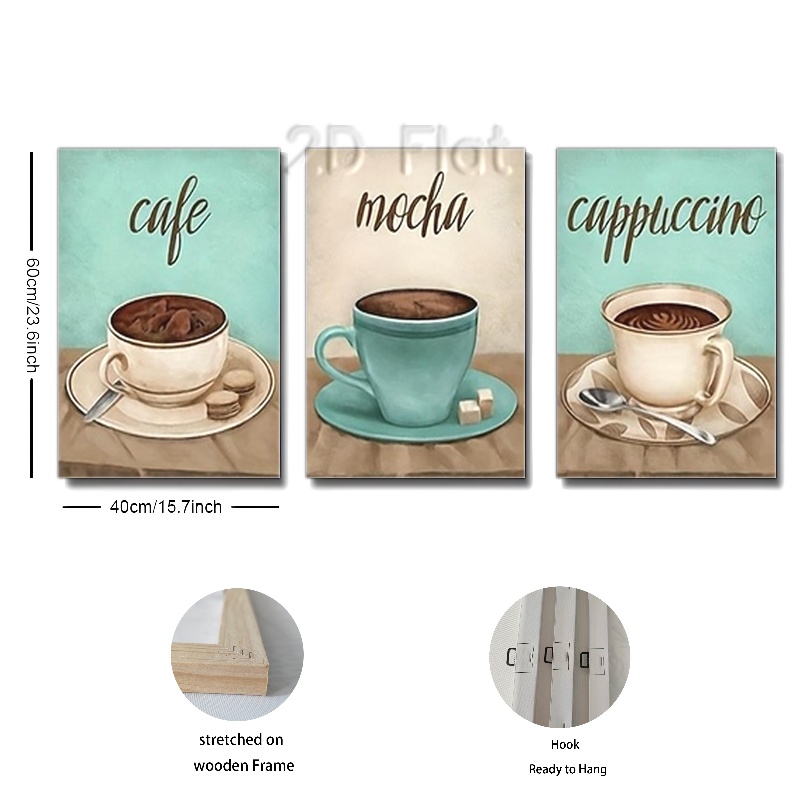 2D Flat
cafe
mocha
cappuccino
60cm/23.6inch
40cm/15.7inch
stretched on
wooden Frame
Hook
Ready to Hang